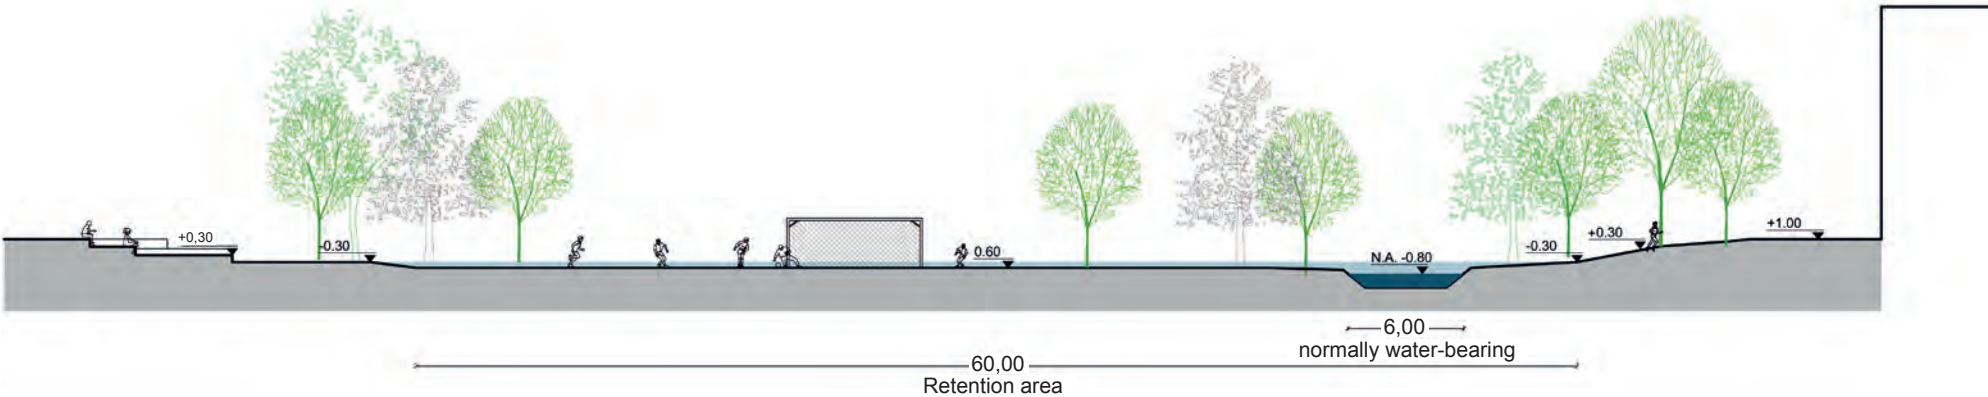 +0,30
-0.30
0.60
N.A. -0.80
-0.30
+0.30
+1.00
6,00
normally water-bearing
60,00
Retention area